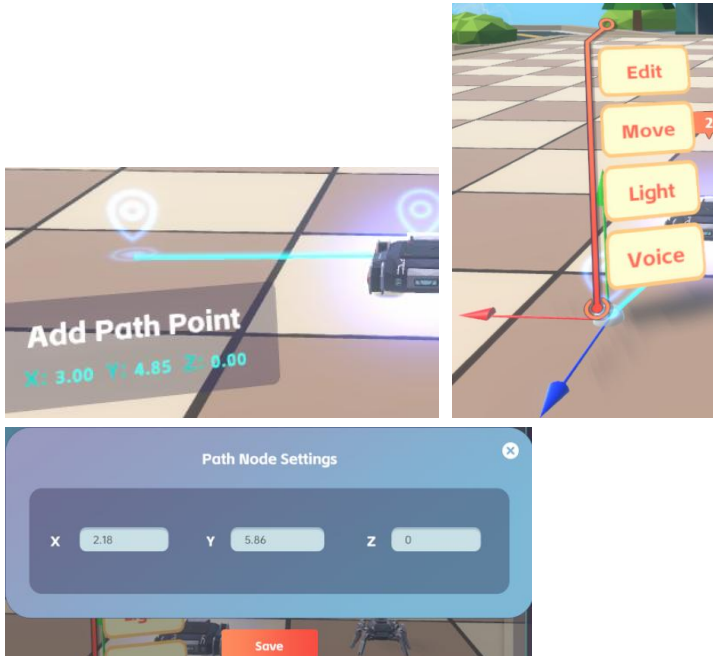 Add Path Point
X: 3.00 Y: 4.85 Z: 0.00
Edit
Move
2
Light
Voice
Path Node Settings
X 2.18 Y 5.86 Z 0
Save